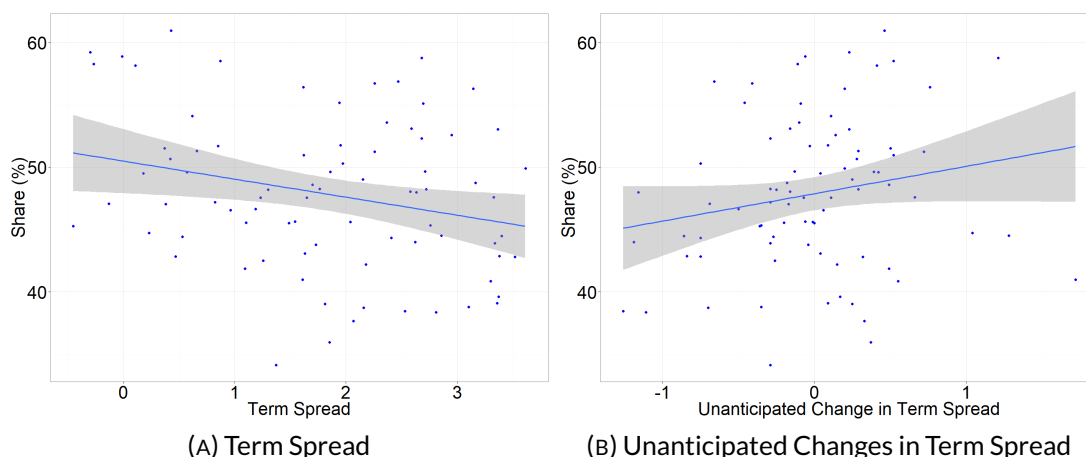 60
50
40
Share (%)
0
1
2
3
Term Spread
(A) Term Spread
60
50
40
Share (%)
-1
0
1
Unanticipated Change in Term Spread
(B) Unanticipated Changes in Term Spread